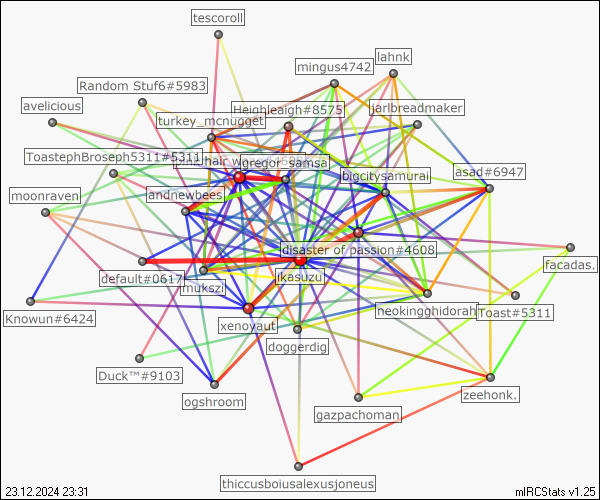 tescoroll
lahnk
mingus4742
Random Stuf6#5983
avelicious
Heighleaigh#8575
jarlbreadmaker
turkey_mcnugget
ToastephBroseph5311#5311
gregor_samsa
bigcitysamurai
asad#6947
moonraven
andnewbees
disaster of passion#4608
facadas.
default#0617
mukszi
ikasuzu
Knowun#6424
xenoyaut
neokingghidorah
Toast#5311
doggerdig
Duck™#9103
ogshroom
gazpachoman
zeehonk.
thiccusboiusalexusjoneus
23.12.2024 23:31
mIRCStats v1.25